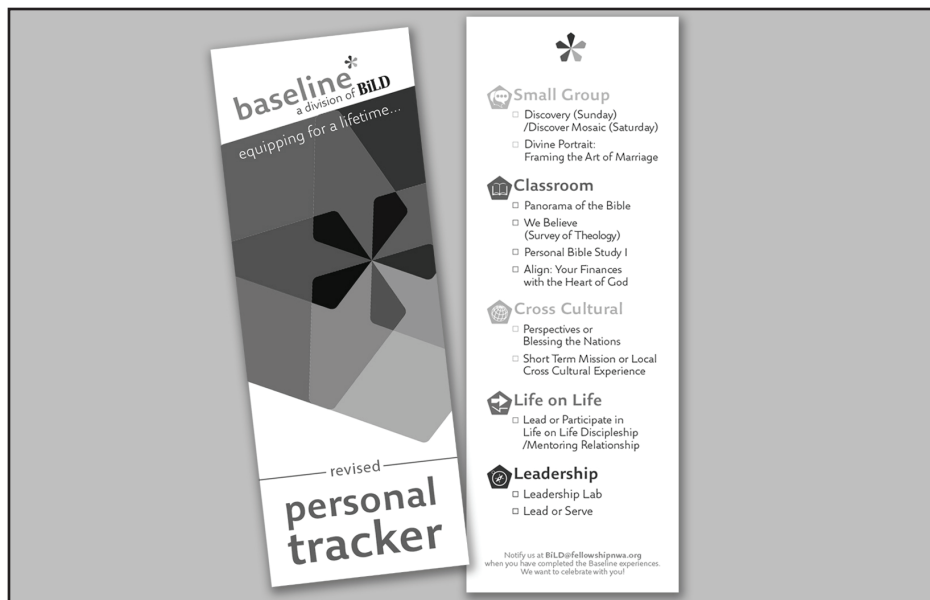 baseline
a division of BiLD
equipping for a lifetime...
revised
personal
tracker
Small Group
Discovery (Sunday)
/Discover Mosaic (Saturday)
Divine Portrait:
Framing the Art of Marriage
Classroom
Panorama of the Bible
We Believe
(Survey of Theology)
Personal Bible Study I
Align: Your Finances
with the Heart of God
Cross Cultural
Perspectives or
Blessing the Nations
Short Term Mission or Local
Cross Cultural Experience
Life on Life
Lead or Participate in
Life on Life Discipleship
/Mentoring Relationship
Leadership
Leadership Lab
Lead or Serve
Notify us at BiLD@fellowshipnwa.org
when you have completed the Baseline experiences.
We want to celebrate with you!